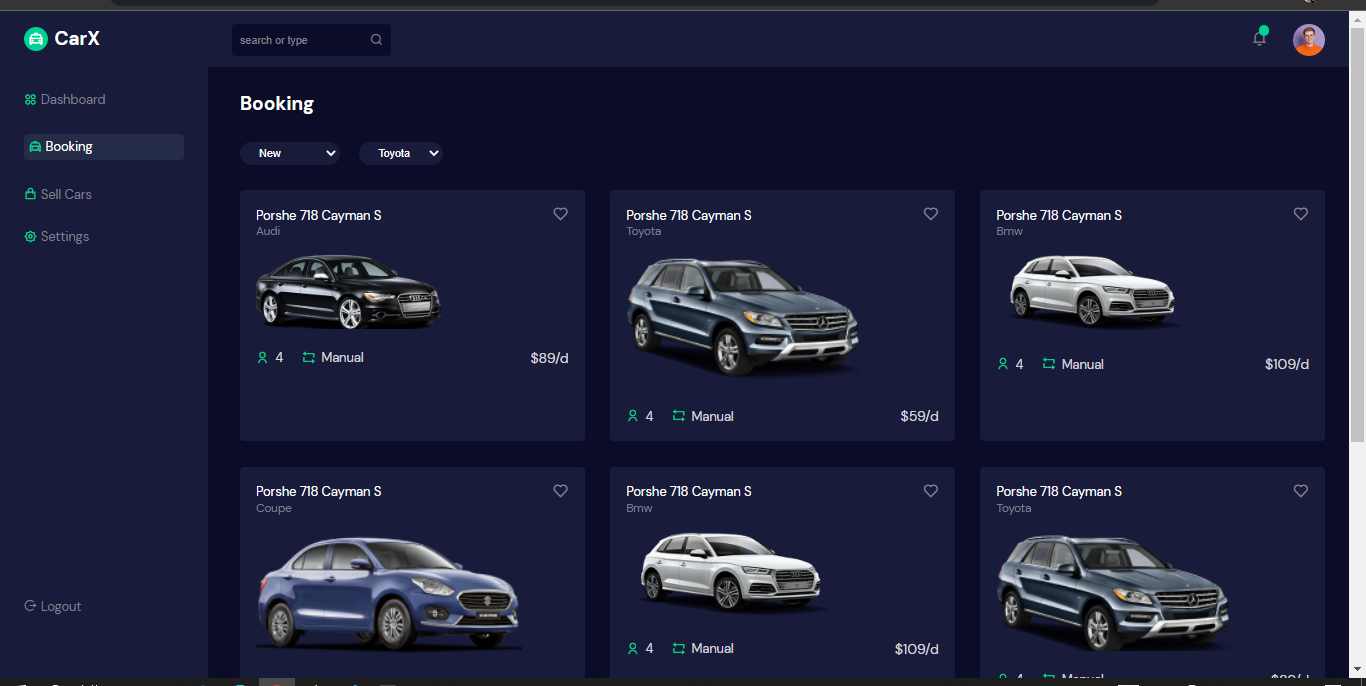 CarX
search or type
Dashboard
Booking
Sell Cars
Settings
Logout
Booking
New
Toyota
Porshe 718 Cayman S
Audi
4 Manual $89/d
Porshe 718 Cayman S
Toyota
4 Manual $59/d
Porshe 718 Cayman S
Bmw
4 Manual $109/d
Porshe 718 Cayman S
Coupe
Porshe 718 Cayman S
Bmw
4 Manual $109/d
Porshe 718 Cayman S
Toyota
4 Manual